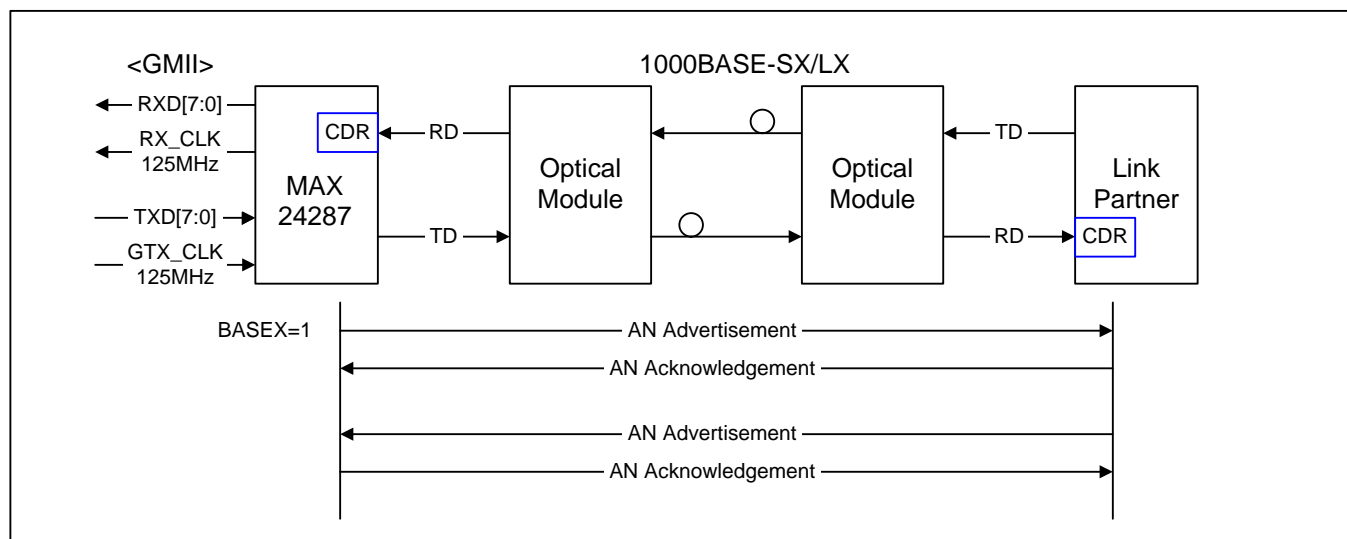 <GMII>
1000BASE-SX/LX
RXD[7:0]
RX_CLK
125MHz
TXD[7:0]
GTX_CLK
125MHz
MAX
24287
CDR
RD
TD
Optical
Module
Optical
Module
TD
RD
Link
Partner
CDR
BASEX=1
AN Advertisement
AN Acknowledgement
AN Advertisement
AN Acknowledgement